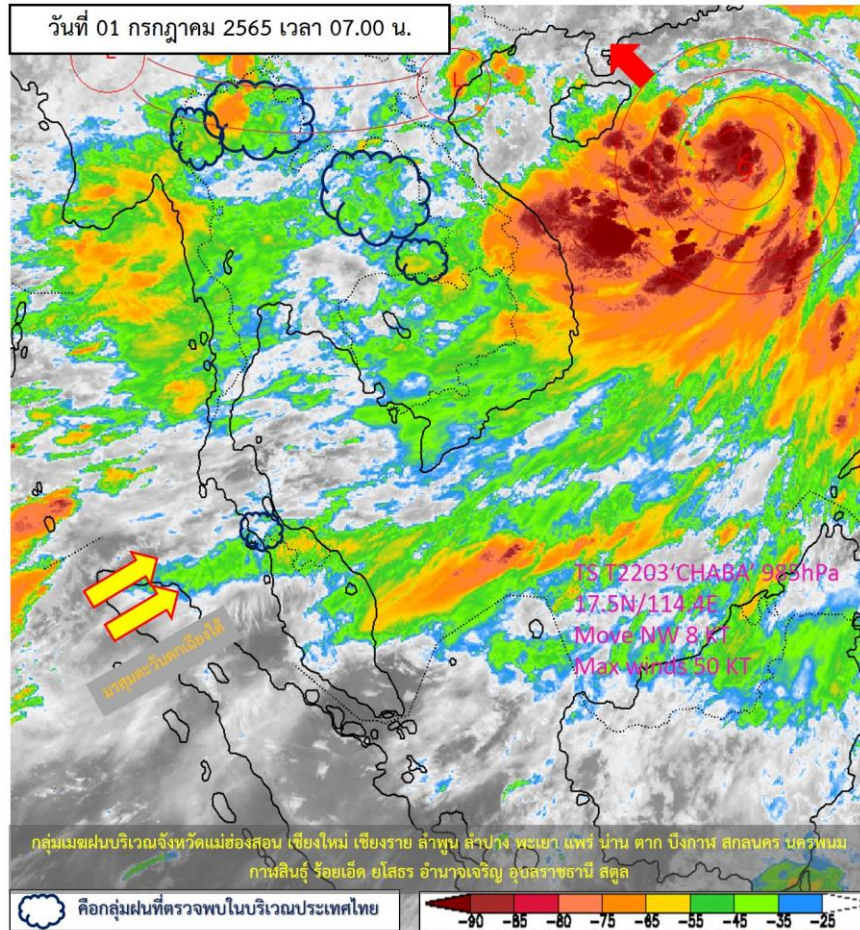 วันที่ 01 กรกฎาคม 2565 เวลา 07.00 น.
L
L
6
TS T2203'CHABA' 985hPa
17.5N/114.4E
Move NW 8 KT
Max winds 50 KT
มรสุมตะวันตกเฉียงใต้
กลุ่มเมฆฝนบริเวณจังหวัดแม่ฮ่องสอน เชียงใหม่ เชียงราย ลำพูน ลำปาง พะเยา แพร่ น่าน ตาก บึงกาฬ สกลนคร นครพนม
กาฬสินธุ์ ร้อยเอ็ด ยโสธร อำนาจเจริญ อุบลราชธานี สตูล
คือกลุ่มฝนที่ตรวจพบในบริเวณประเทศไทย
-90 -85 -80 -75 -65 -55 -45 -35 -25